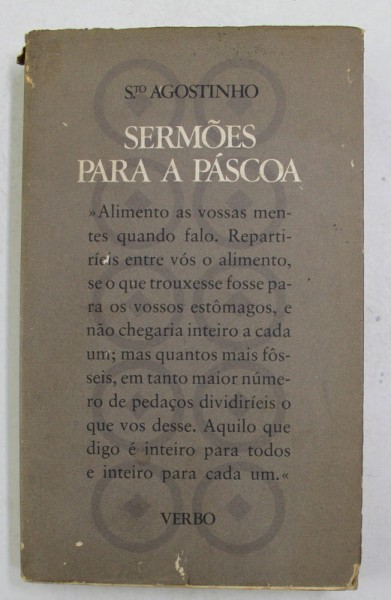 S.TO AGOSTINHO
SERMÕES
PARA A PÁSCOA
»Alimento as vossas men-
tes quando falo. Reparti-
ríeis entre vós o alimento,
se o que trouxesse fosse pa-
ra os vossos estômagos, e
não chegaria inteiro a cada
um; mas quantos mais fôs-
seis, em tanto maior núme-
ro de pedaços dividiríeis o
que vos desse. Aquilo que
digo é inteiro para todos
e inteiro para cada um.«
VERBO